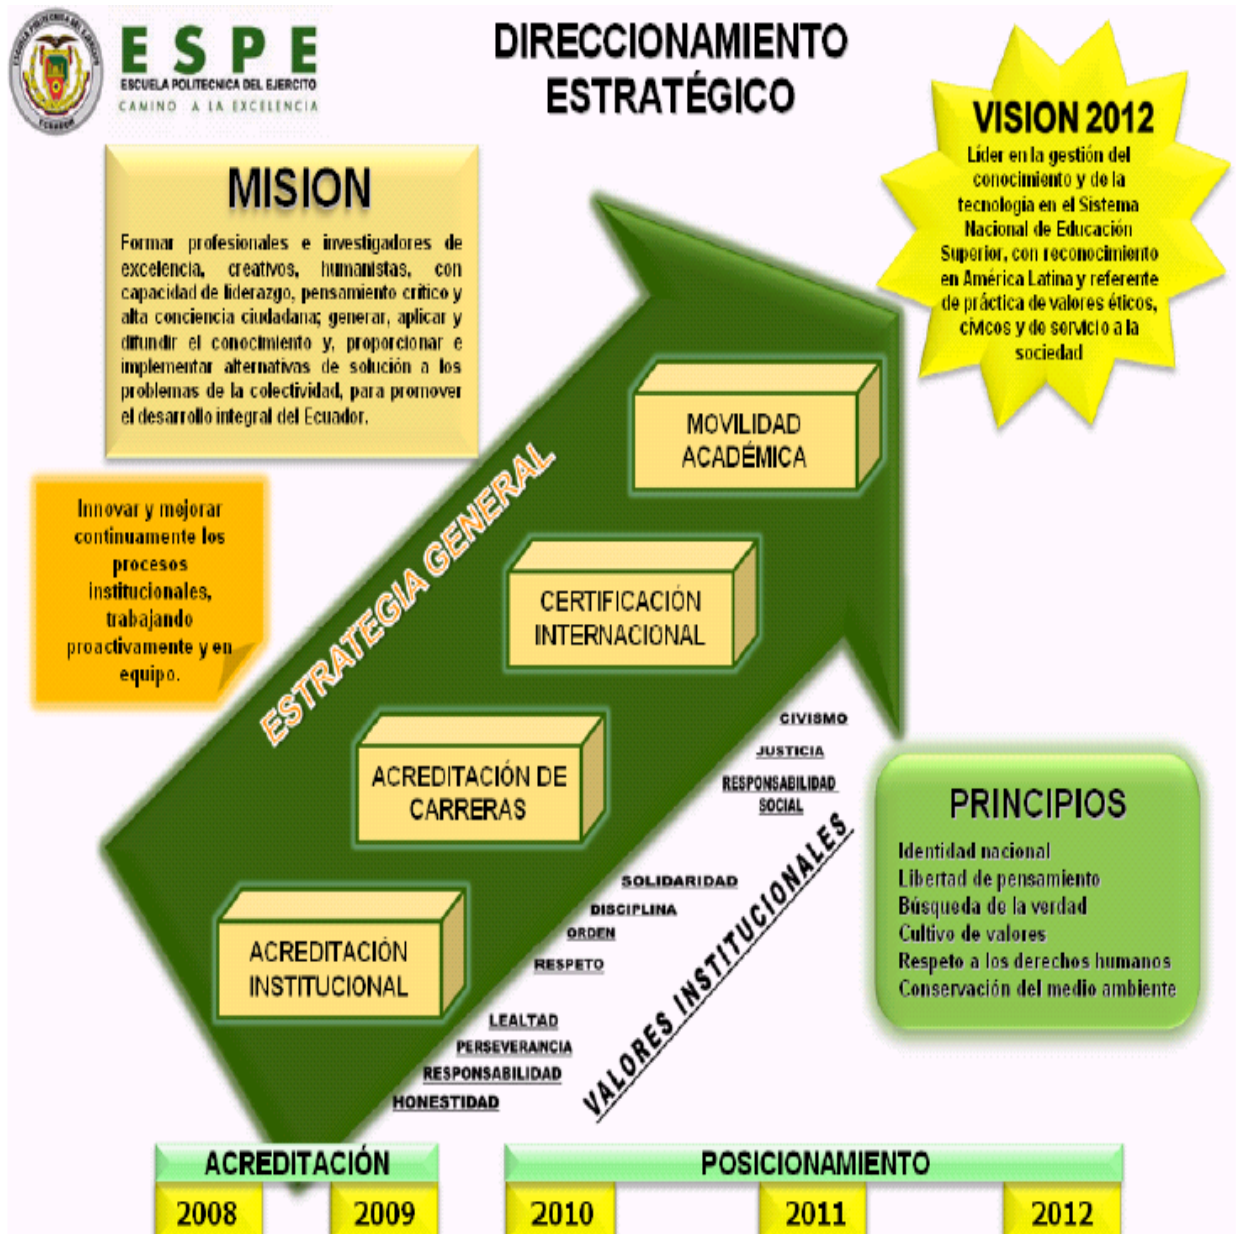 ESCUELA POLITECNICA DEL EJERCITO
ECUADOR
ESPE
ESCUELA POLITECNICA DEL EJERCITO
CAMINO A LA EXCELENCIA
DIRECCIONAMIENTO
ESTRATÉGICO
VISION 2012
Líder en la gestión del
conocimiento y de la
tecnología en el Sistema
Nacional de Educación
Superior, con reconocimiento
en América Latina y referente
de práctica de valores éticos,
cívicos y de servicio a la
sociedad
MISION
Formar profesionales e investigadores de
excelencia, creativos, humanistas, con
capacidad de liderazgo, pensamiento crítico y
alta conciencia ciudadana; generar, aplicar y
difundir el conocimiento y, proporcionar e
implementar alternativas de solución a los
problemas de la colectividad, para promover
el desarrollo integral del Ecuador.
Innovar y mejorar
continuamente los
procesos
institucionales,
trabajando
proactivamente y en
equipo.
ESTRATEGIA GENERAL
MOVILIDAD
ACADÉMICA
CERTIFICACIÓN
INTERNACIONAL
ACREDITACIÓN DE
CARRERAS
ACREDITACIÓN
INSTITUCIONAL
CIVISMO
JUSTICIA
RESPONSABILIDAD
SOCIAL
SOLIDARIDAD
DISCIPLINA
ORDEN
RESPETO
LEALTAD
PERSEVERANCIA
RESPONSABILIDAD
HONESTIDAD
VALORES INSTITUCIONALES
PRINCIPIOS
Identidad nacional
Libertad de pensamiento
Búsqueda de la verdad
Cultivo de valores
Respeto a los derechos humanos
Conservación del medio ambiente
ACREDITACIÓN
POSICIONAMIENTO
2008
2009
2010
2011
2012